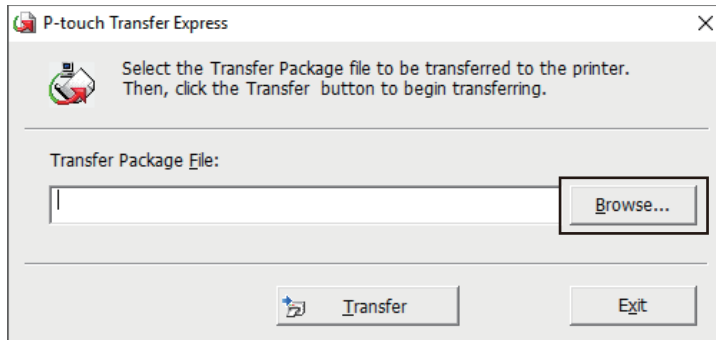 P-touch Transfer Express
Select the Transfer Package file to be transferred to the printer.
Then, click the Transfer button to begin transferring.
Transfer Package File:
Browse...
Transfer
Exit